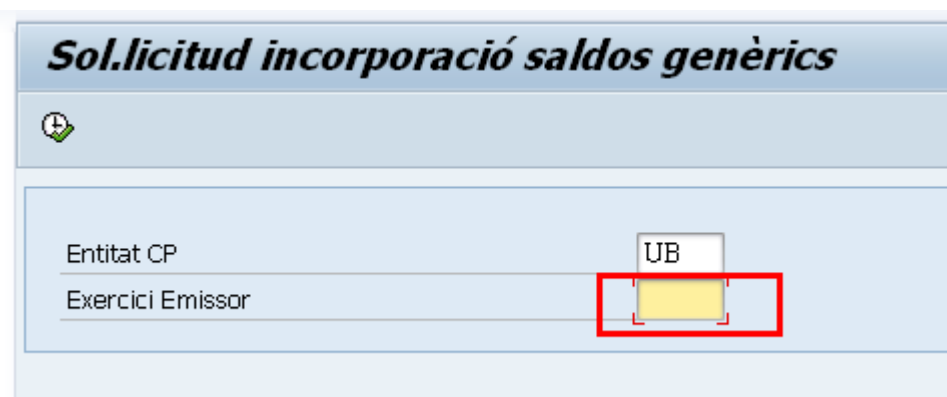 Sol.licitud incorporació saldos genèrics
Entitat CP UB
Exercici Emissor